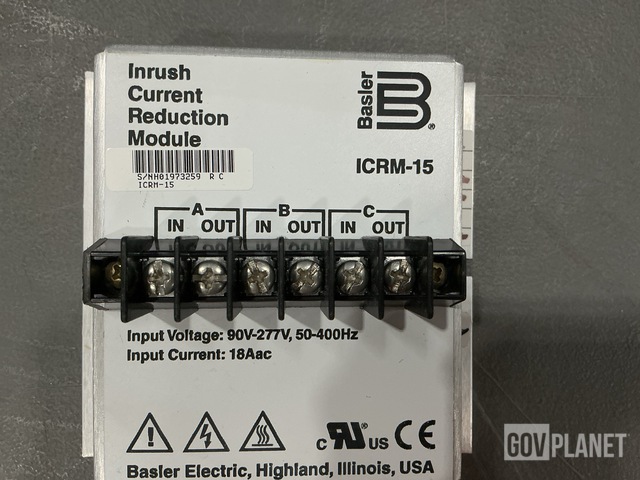 Inrush
Current
Reduction
Module
Basler
B
®
S/NH01973259 R C
ICRM-15
ICRM-15
A B C
IN OUT IN OUT IN OUT
Input Voltage: 90V-277V, 50-400Hz
Input Current: 18Aac
c RU US CE
Basler Electric, Highland, Illinois, USA
GOVPLANET